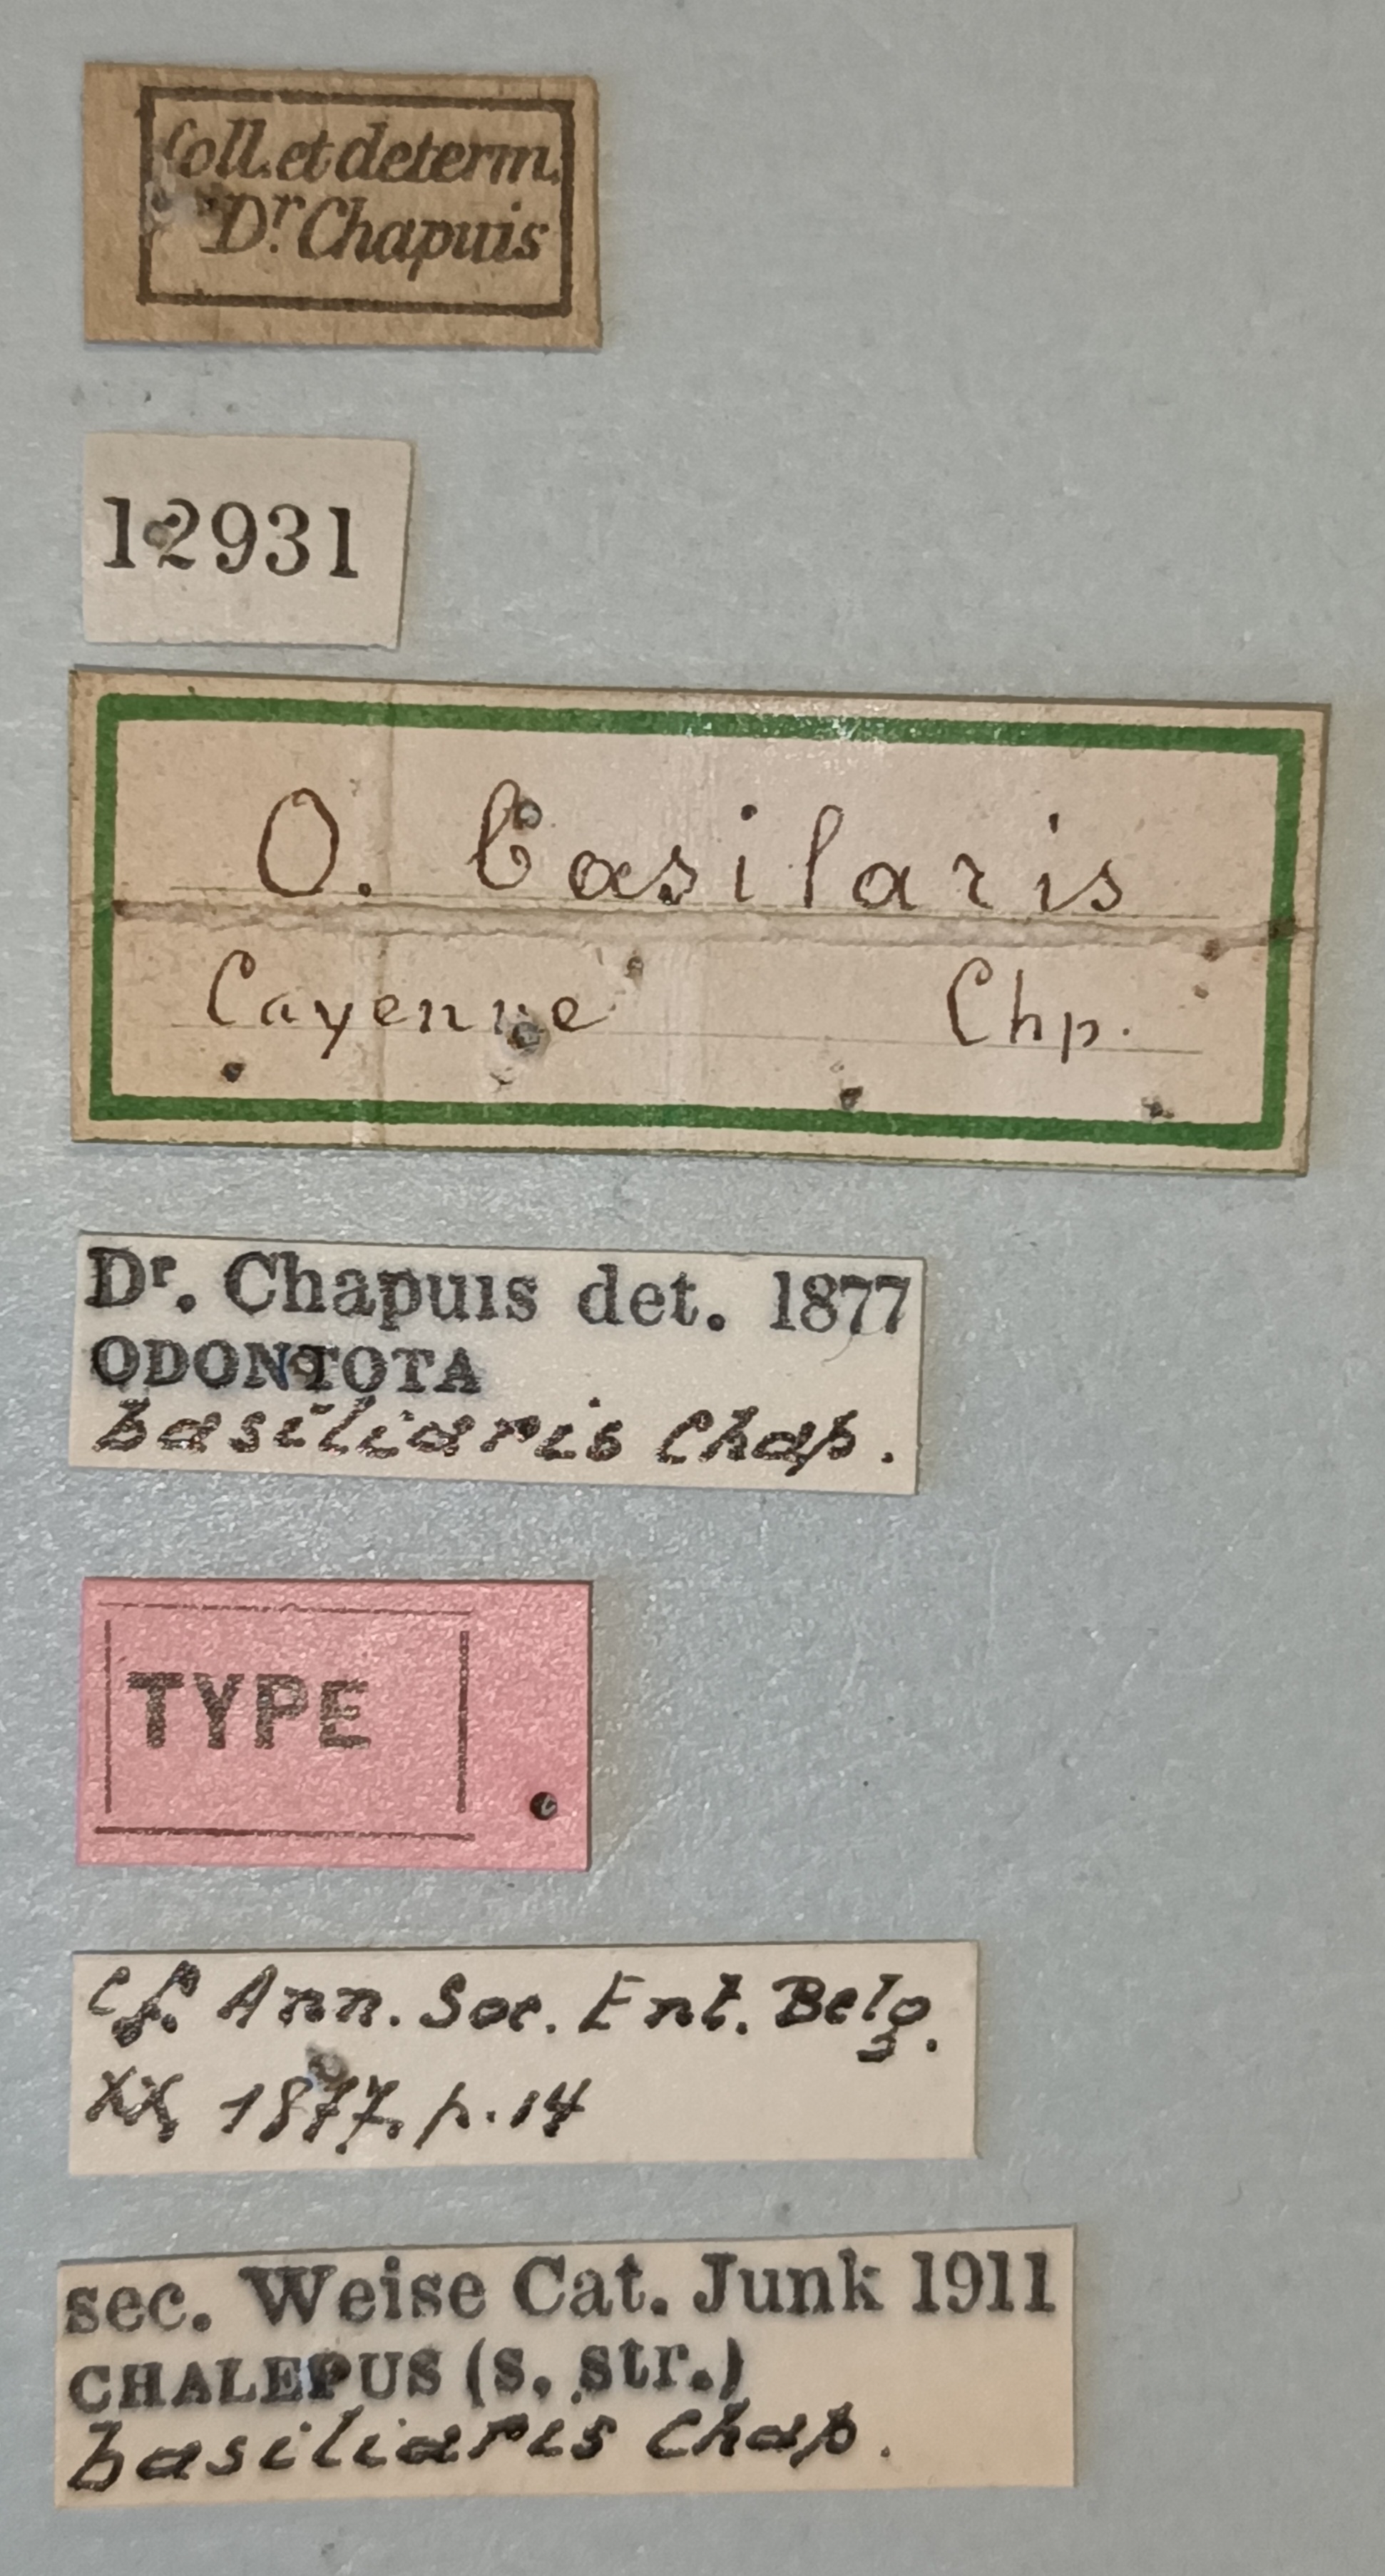 Coll. et determ.
Dr. Chapuis
12931
O. basilaris
Cayenne Chp.
Dr. Chapuis det. 1877
ODONTOTA
basiliaris Chap.
TYPE
cf. Ann. Soc. Ent. Belg.
XX, 1877, p. 14
sec. Weise Cat. Junk 1911
CHALEPUS (s. str.)
basiliaris Chap.